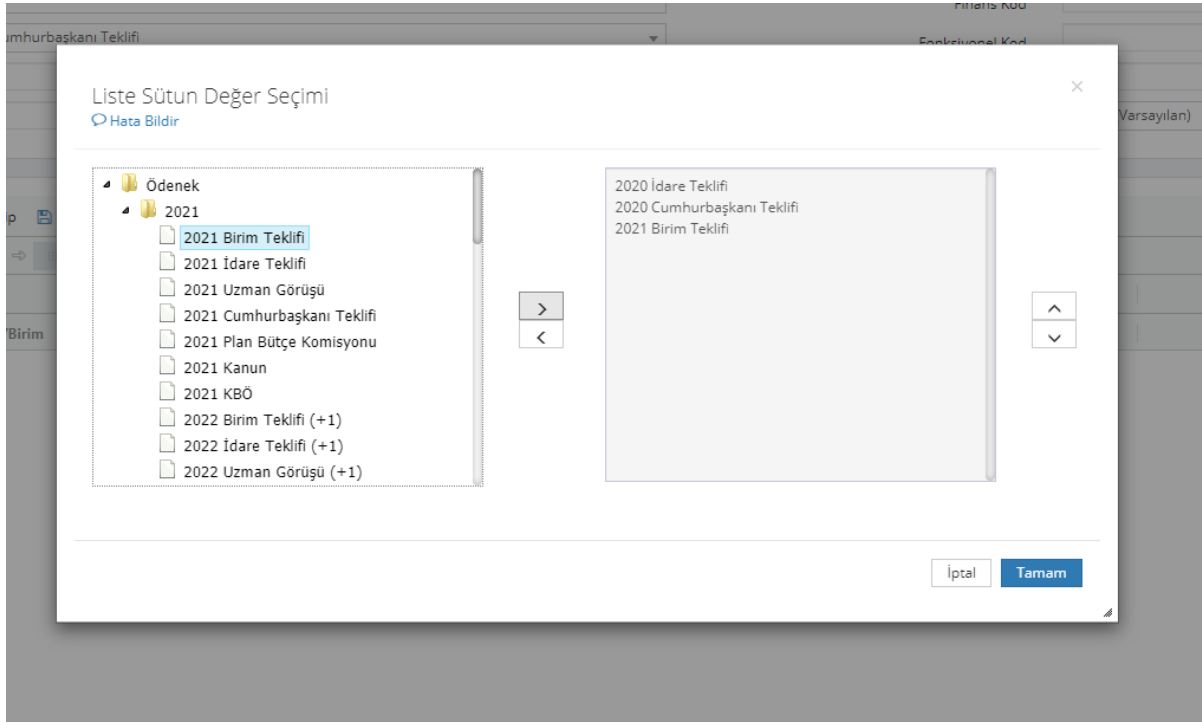 Finans Kod
umhurbaşkanı Teklifi
Fonksiyonel Kod
Liste Sütun Değer Seçimi
Hata Bildir
Varsayılan)
Ödenek
2021
2021 Birim Teklifi
2021 İdare Teklifi
2021 Uzman Görüşü
2021 Cumhurbaşkanı Teklifi
2021 Plan Bütçe Komisyonu
2021 Kanun
2021 KBÖ
2022 Birim Teklifi (+1)
2022 İdare Teklifi (+1)
2022 Uzman Görüşü (+1)
2020 İdare Teklifi
2020 Cumhurbaşkanı Teklifi
2021 Birim Teklifi
ip
/Birim
İptal
Tamam